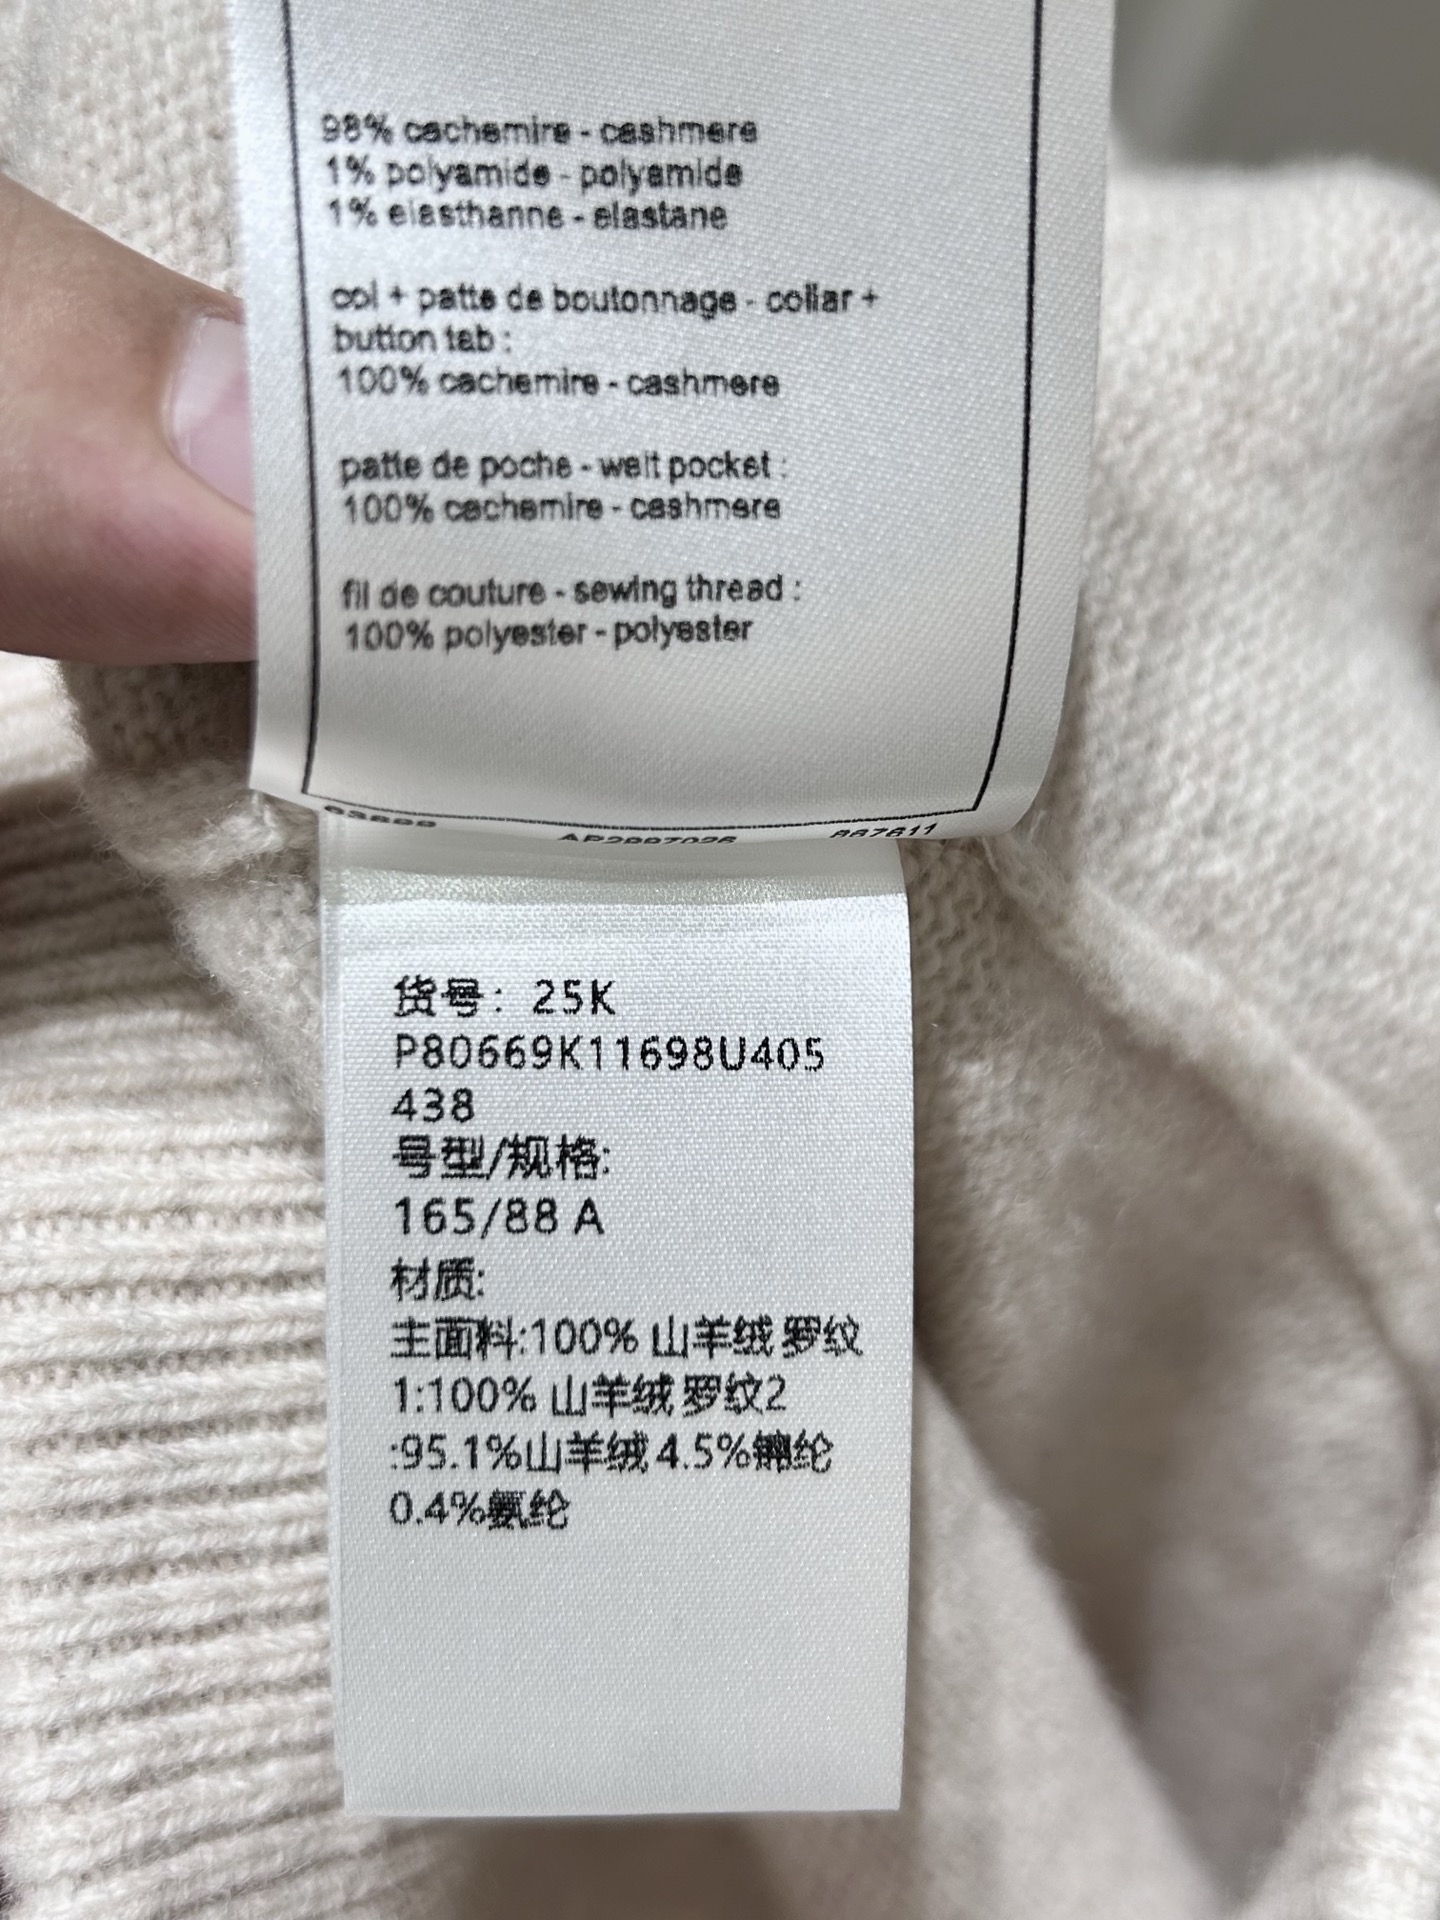 98% cachemire - cashmere
1% polyamide - polyamide
1% elasthanne - elastane
col + patte de boutonnage - collar +
button tab :
100% cachemire - cashmere
patte de poche - welt pocket :
100% cachemire - cashmere
fil de couture - sewing thread :
100% polyester - polyester
867611
货号：25K
P80669K11698U405
438
号型/规格:
165/88 A
材质:
主面料:100% 山羊绒 罗纹
1:100% 山羊绒 罗纹2
:95.1%山羊绒 4.5%锦纶
0.4%氨纶